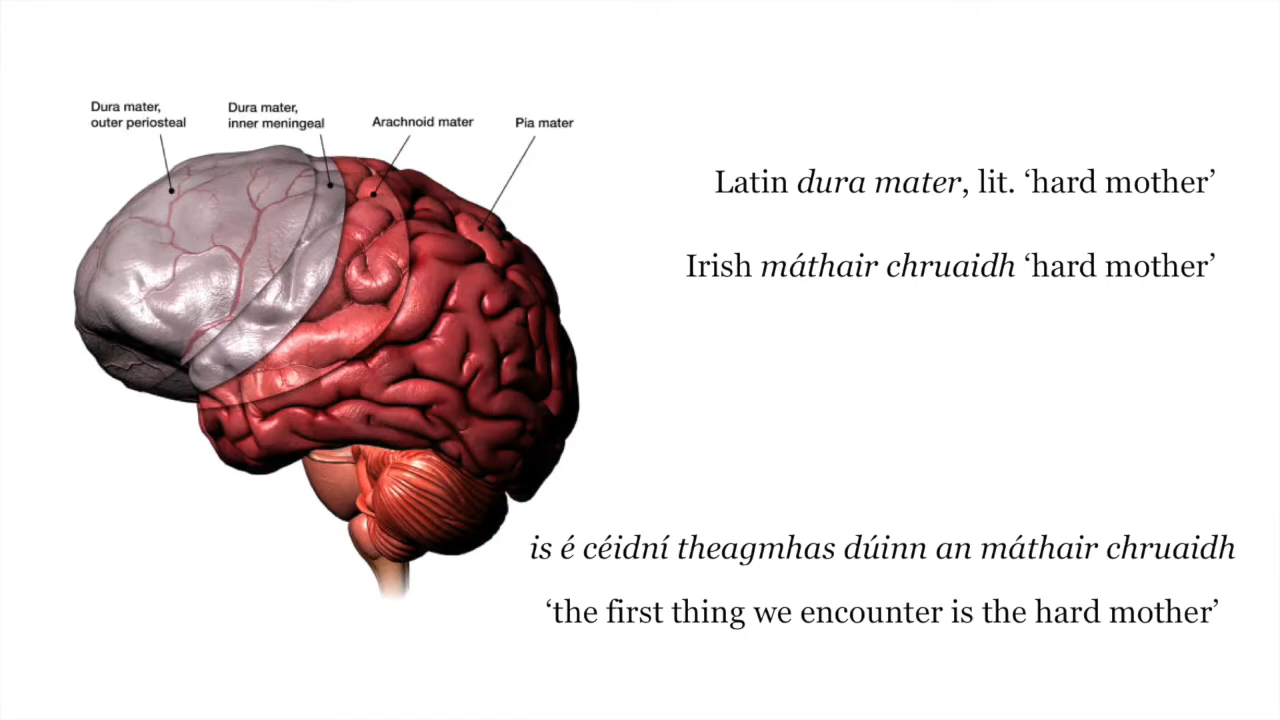 Dura mater,
outer periosteal
Dura mater,
inner meningeal
Arachnoid mater
Pia mater
Latin dura mater, lit. ‘hard mother’
Irish máthair chruaidh ‘hard mother’
is é céidní theagmhas dúinn an máthair chruaidh
‘the first thing we encounter is the hard mother’